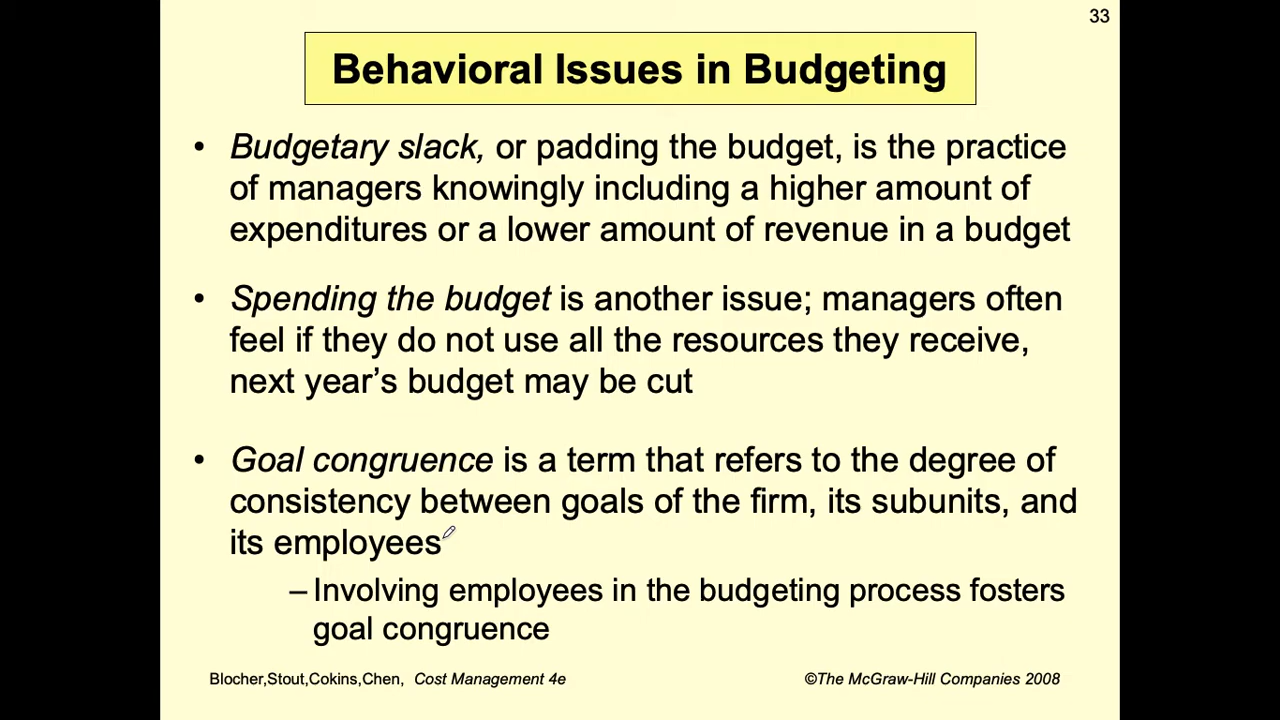 33
Behavioral Issues in Budgeting
• Budgetary slack, or padding the budget, is the practice
of managers knowingly including a higher amount of
expenditures or a lower amount of revenue in a budget
• Spending the budget is another issue; managers often
feel if they do not use all the resources they receive,
next year’s budget may be cut
• Goal congruence is a term that refers to the degree of
consistency between goals of the firm, its subunits, and
its employees
– Involving employees in the budgeting process fosters
goal congruence
Blocher,Stout,Cokins,Chen, Cost Management 4e
©The McGraw-Hill Companies 2008